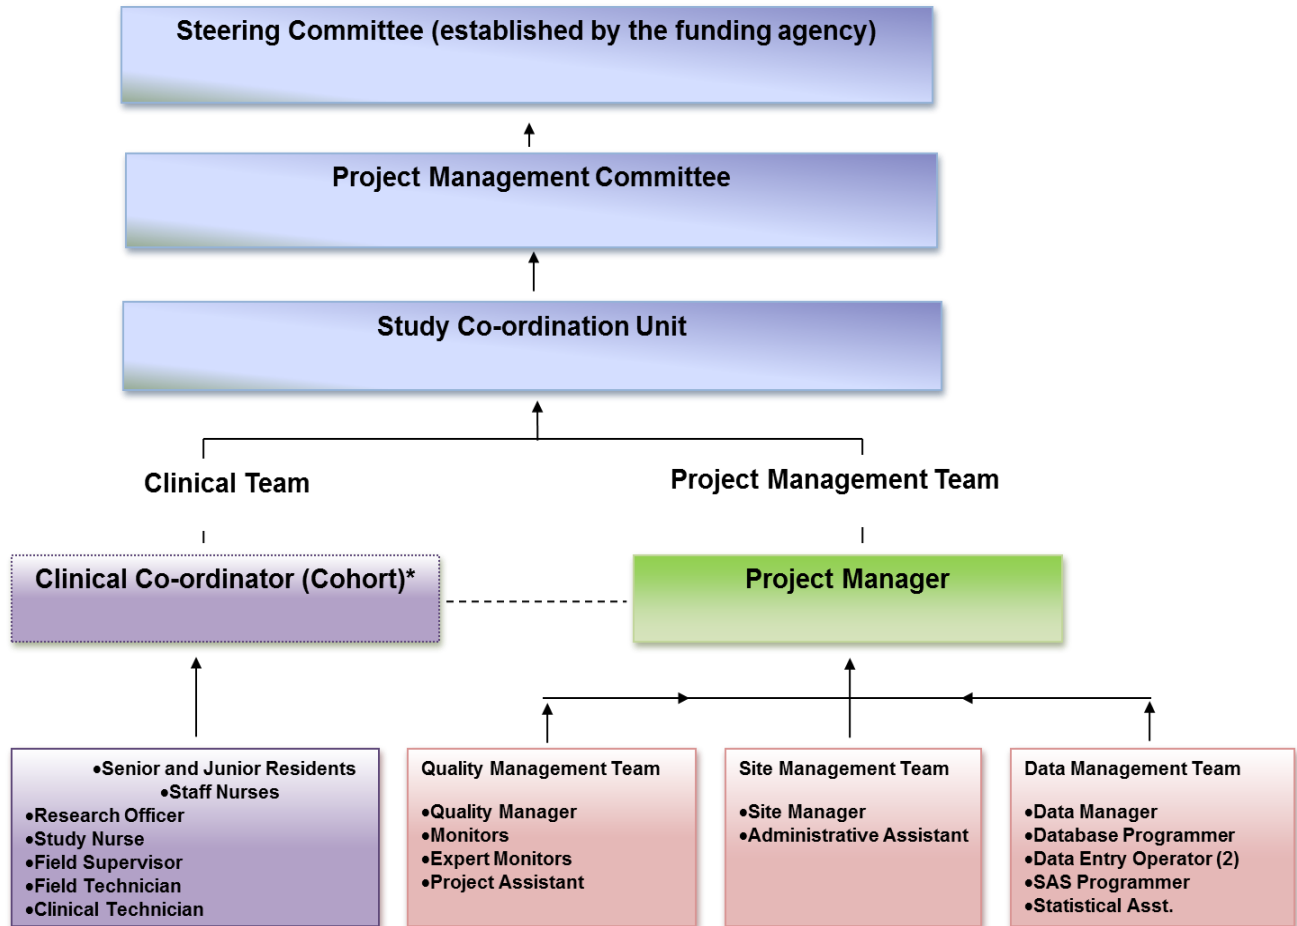 Steering Committee (established by the funding agency)
Project Management Committee
Study Co-ordination Unit
Clinical Team
Project Management Team
Clinical Co-ordinator (Cohort)*
Project Manager
•Senior and Junior Residents
•Staff Nurses
•Research Officer
•Study Nurse
•Field Supervisor
•Field Technician
•Clinical Technician
Quality Management Team
•Quality Manager
•Monitors
•Expert Monitors
•Project Assistant
Site Management Team
•Site Manager
•Administrative Assistant
Data Management Team
•Data Manager
•Database Programmer
•Data Entry Operator (2)
•SAS Programmer
•Statistical Asst.